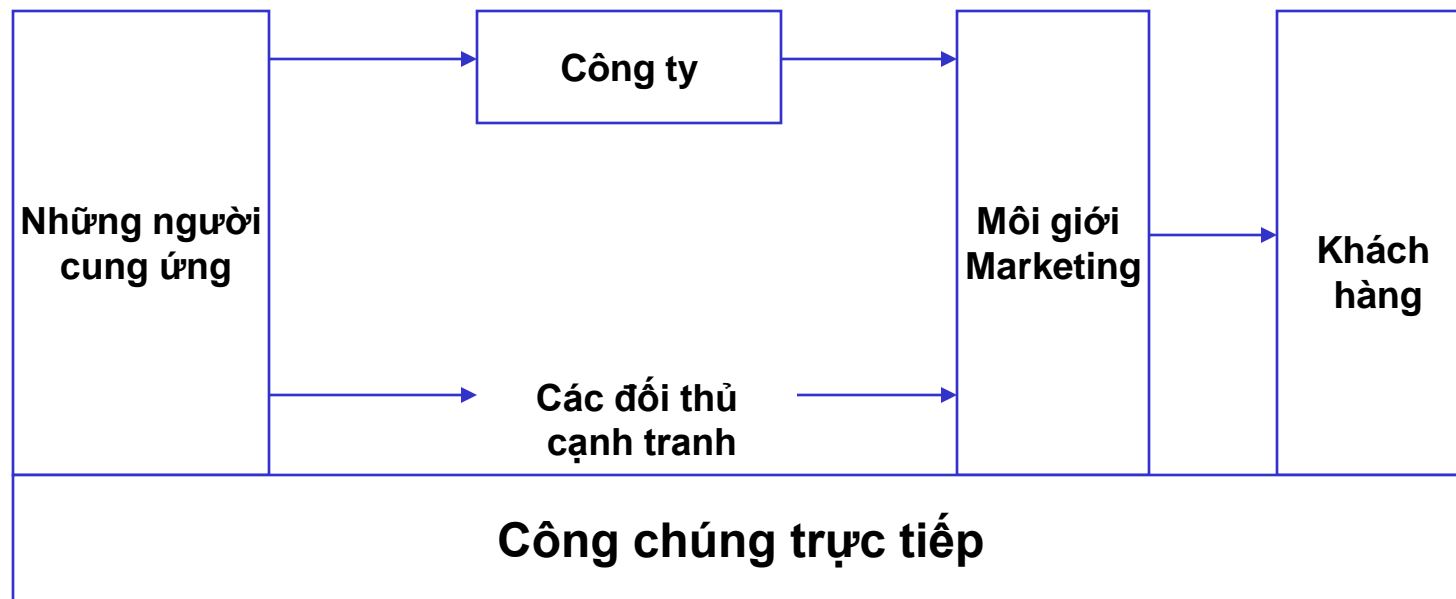 Công ty
Những người
cung ứng
Môi giới
Marketing
Khách
hàng
Các đối thủ
cạnh tranh
Công chúng trực tiếp